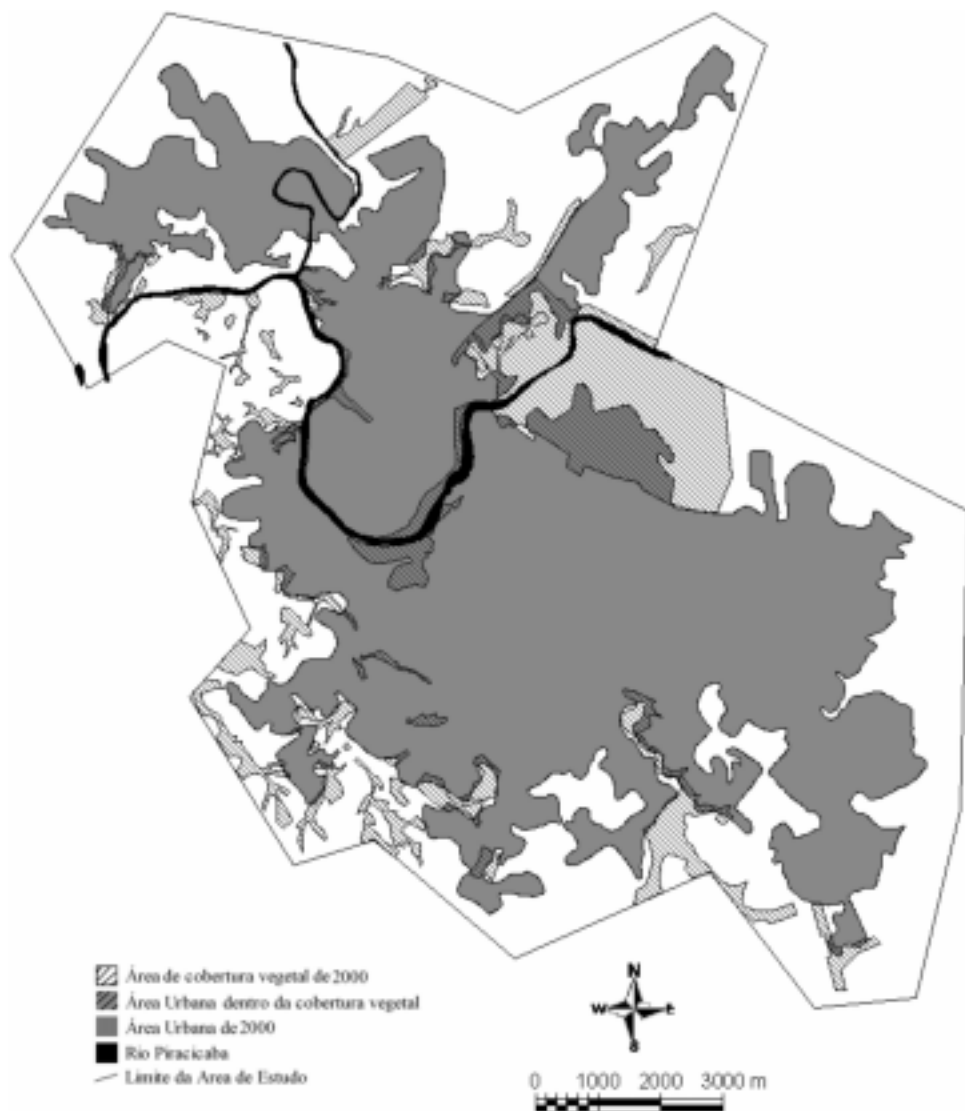 Área de cobertura vegetal de 2000
Área Urbana dentro da cobertura vegetal
Área Urbana de 2000
Rio Piracicaba
Limite da Area de Estudo
N
W E
S
0 1000 2000 3000 m